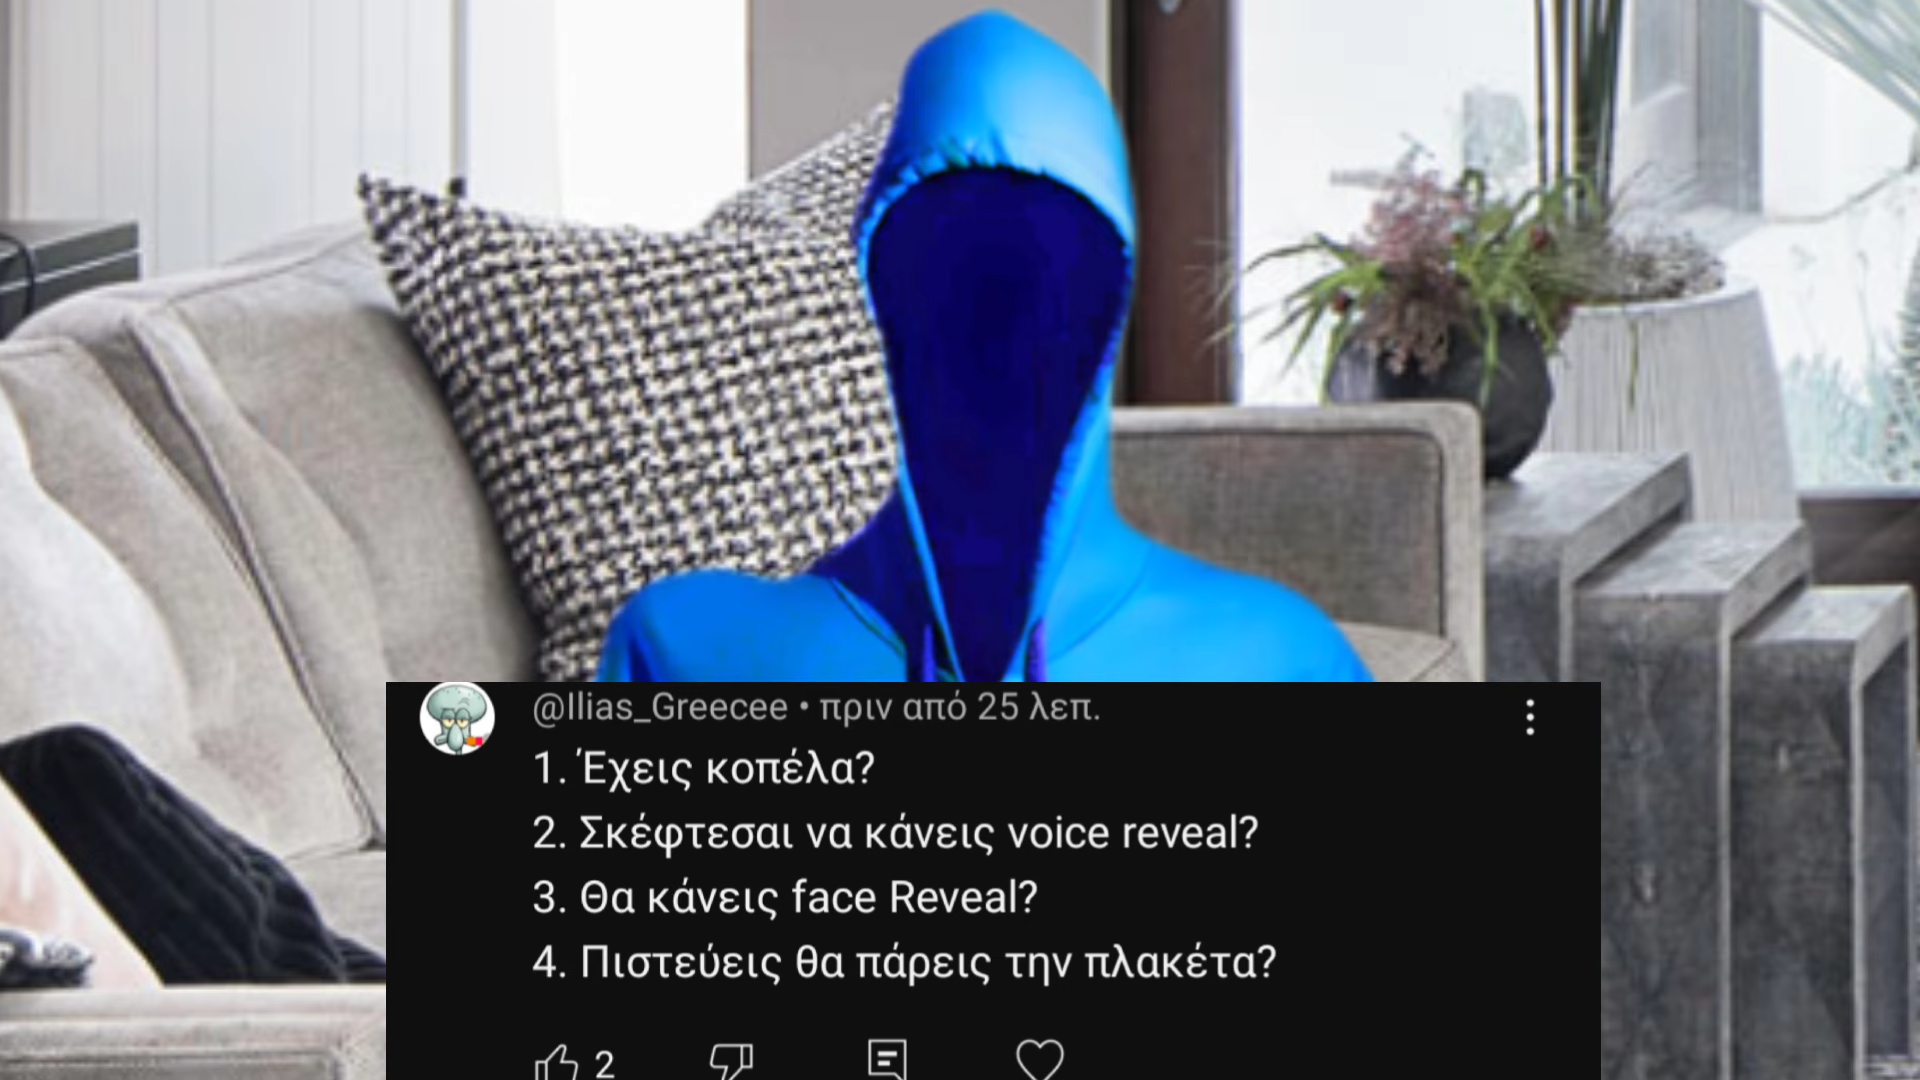 @Ilias_Greecee • πριν από 25 λεπ.
1. Έχεις κοπέλα?
2. Σκέφτεσαι να κάνεις voice reveal?
3. Θα κάνεις face Reveal?
4. Πιστεύεις θα πάρεις την πλακέτα?
2